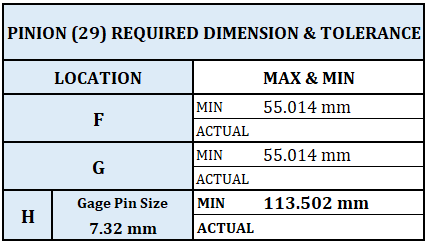 PINION (29) REQUIRED DIMENSION & TOLERANCE
LOCATION MAX & MIN
F MIN 55.014 mm
ACTUAL
G MIN 55.014 mm
ACTUAL
H Gage Pin Size MIN 113.502 mm
7.32 mm ACTUAL